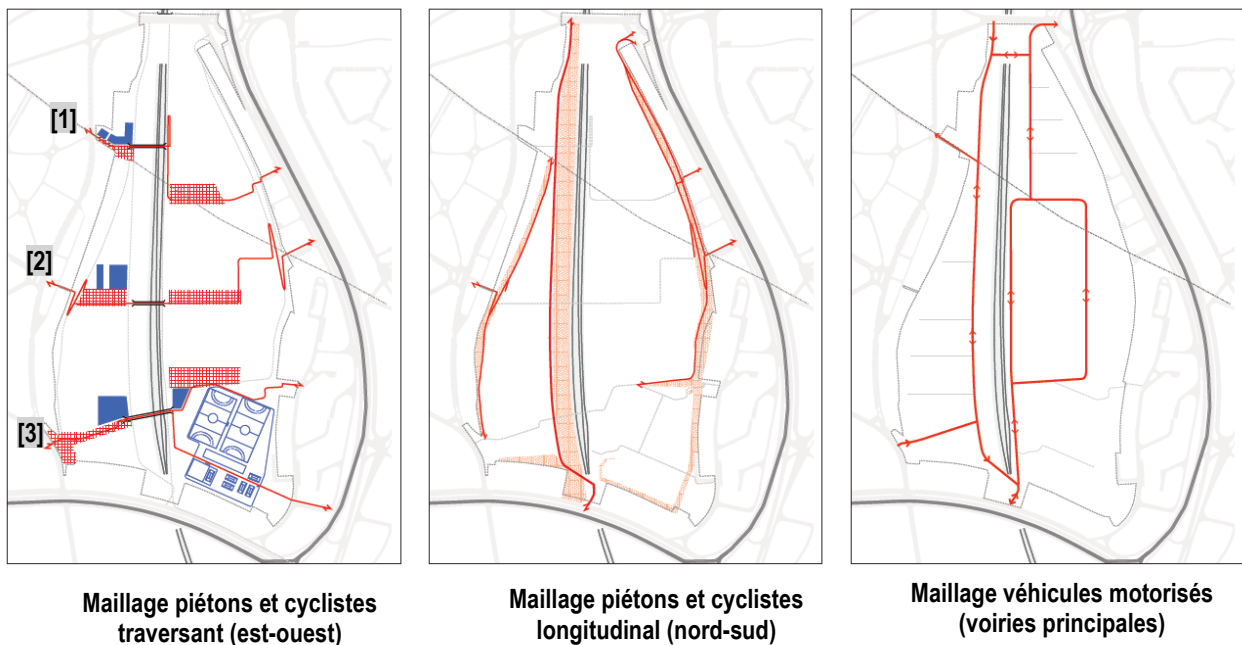 [1]
[2]
[3]
Maillage piétons et cyclistes
traversant (est-ouest)
Maillage piétons et cyclistes
longitudinal (nord-sud)
Maillage véhicules motorisés
(voiries principales)